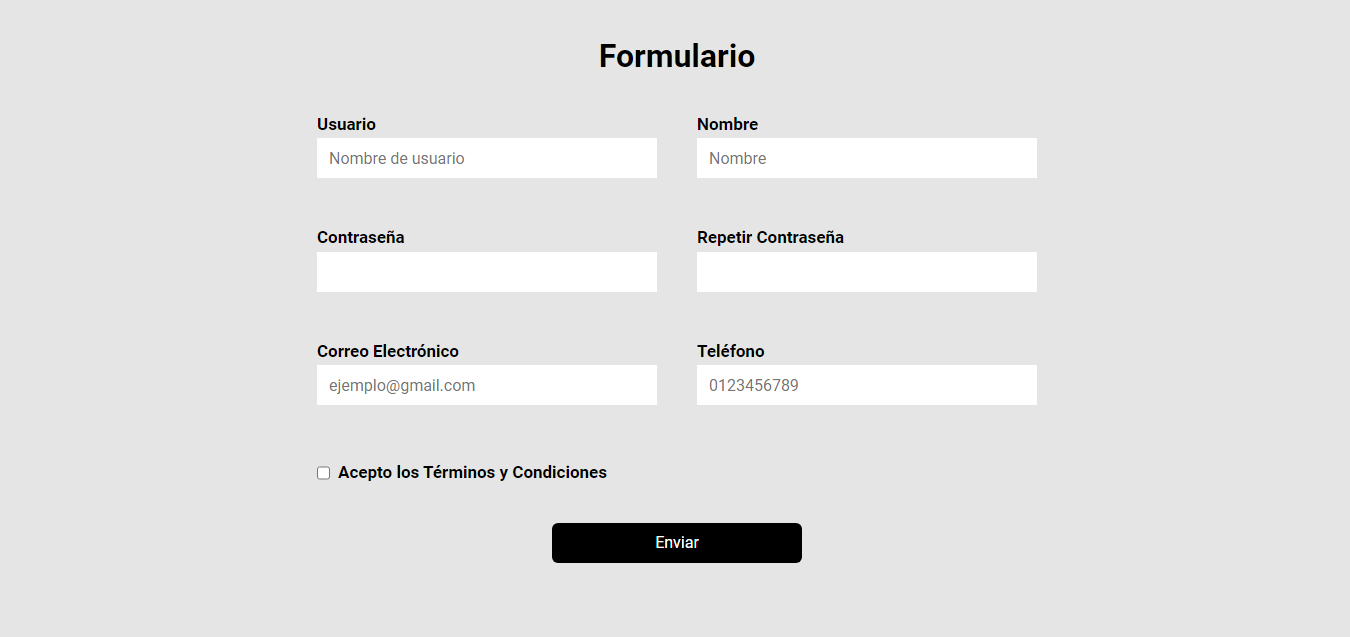 Formulario
Usuario
Nombre de usuario
Nombre
Nombre
Contraseña
Repetir Contraseña
Correo Electrónico
ejemplo@gmail.com
Teléfono
0123456789
Acepto los Términos y Condiciones
Enviar